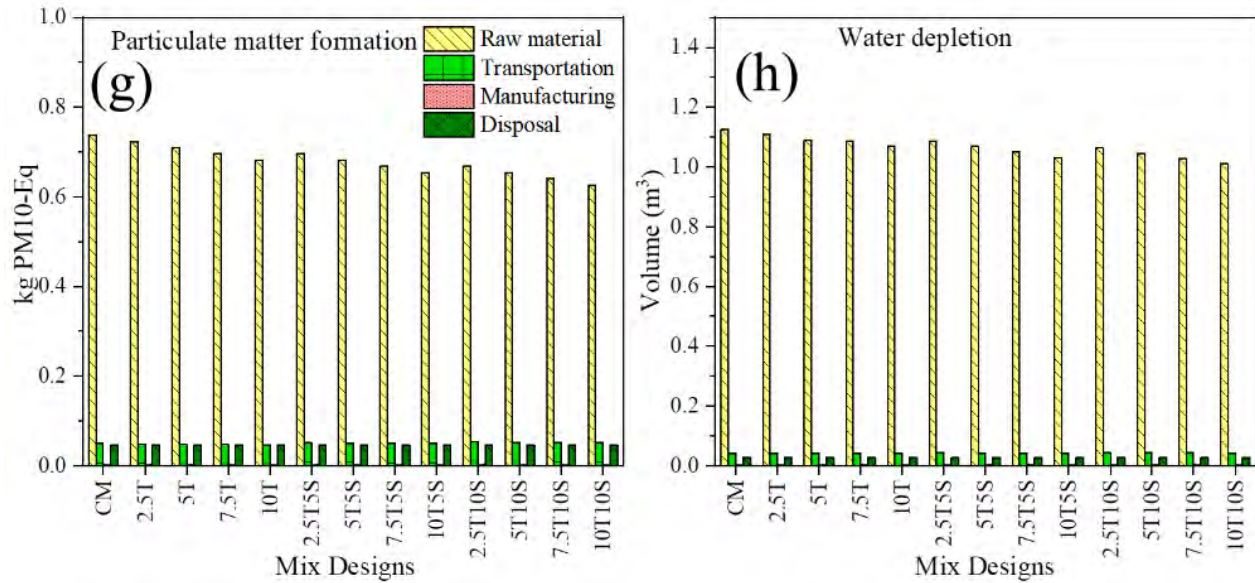 Particulate matter formation
(g)
Raw material
Transportation
Manufacturing
Disposal
kg PM10-Eq
1.0
0.8
0.6
0.4
0.2
0.0
CM
2.5T
5T
7.5T
10T
2.5T5S
5T5S
7.5T5S
10T5S
2.5T10S
5T10S
7.5T10S
10T10S
Mix Designs
Water depletion
(h)
Volume (m³)
1.4
1.2
1.0
0.8
0.6
0.4
0.2
0.0
CM
2.5T
5T
7.5T
10T
2.5T5S
5T5S
7.5T5S
10T5S
2.5T10S
5T10S
7.5T10S
10T10S
Mix Designs